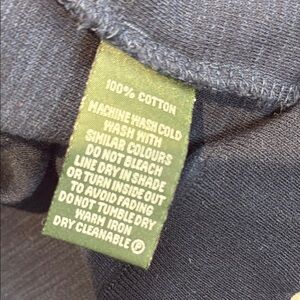 100% COTTON
MACHINE WASH COLD
WASH WITH
SIMILAR COLOURS
DO NOT BLEACH
LINE DRY IN SHADE
OR TURN INSIDE OUT
TO AVOID FADING
DO NOT TUMBLE DRY
WARM IRON
DRY CLEANABLE Ⓟ